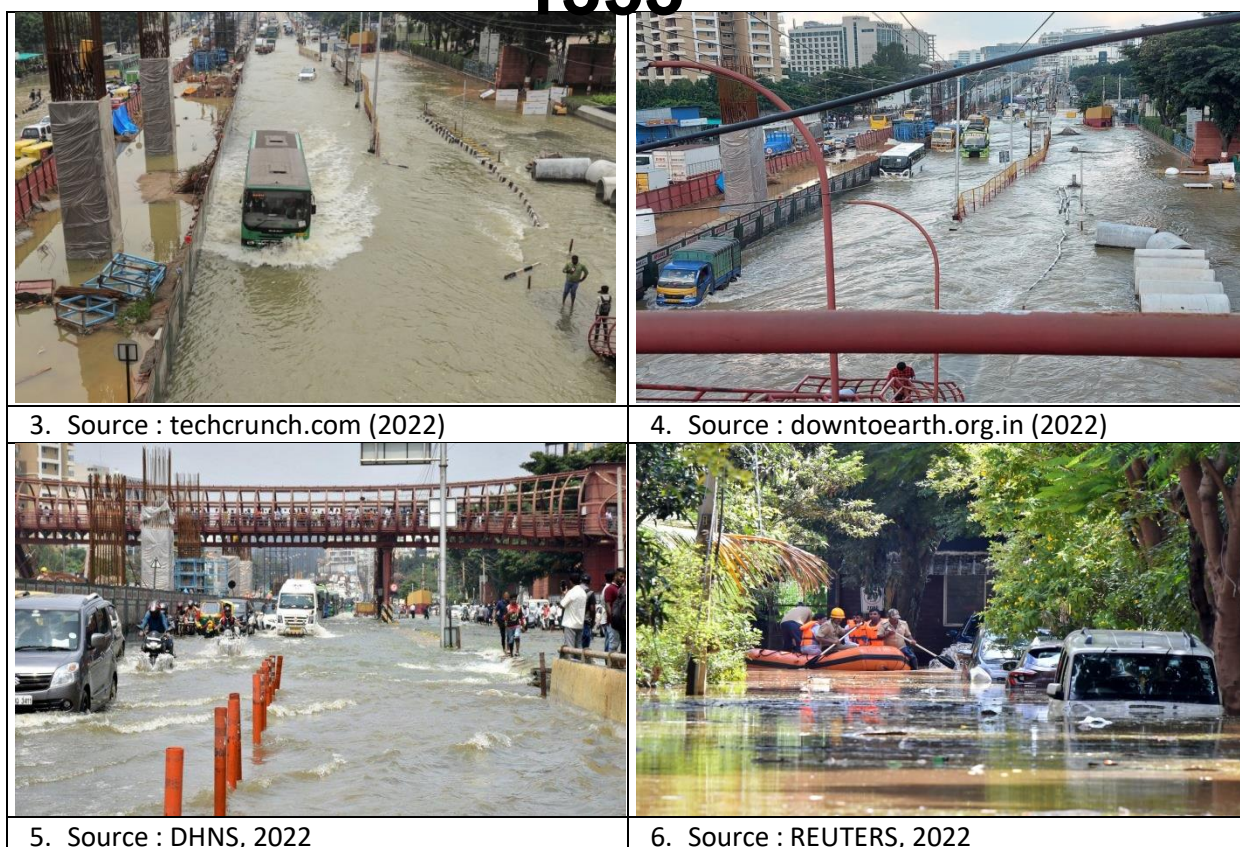 3. Source : techcrunch.com (2022)
4. Source : downtoearth.org.in (2022)
5. Source : DHNS, 2022
6. Source : REUTERS, 2022